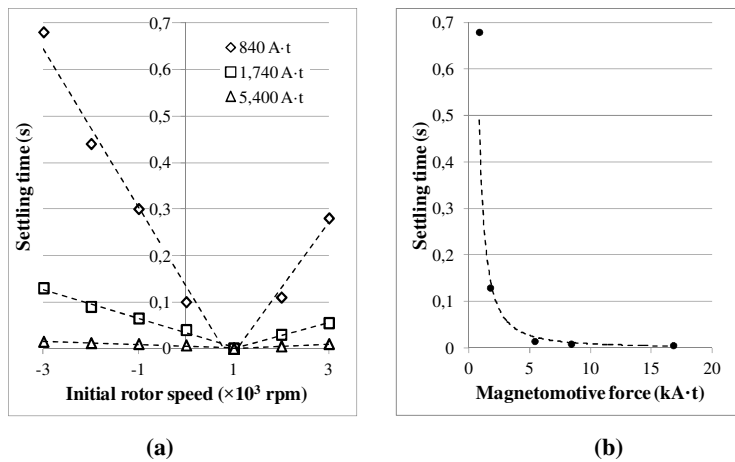 0,7
0,6
0,5
0,4
0,3
0,2
0,1
0
Settling time (s)
840 A·t
1,740 A·t
5,400 A·t
-3
-1
1
3
Initial rotor speed (×10³ rpm)
(a)
0,7
0,6
0,5
0,4
0,3
0,2
0,1
0
Settling time (s)
0
5
10
15
20
Magnetomotive force (kA·t)
(b)